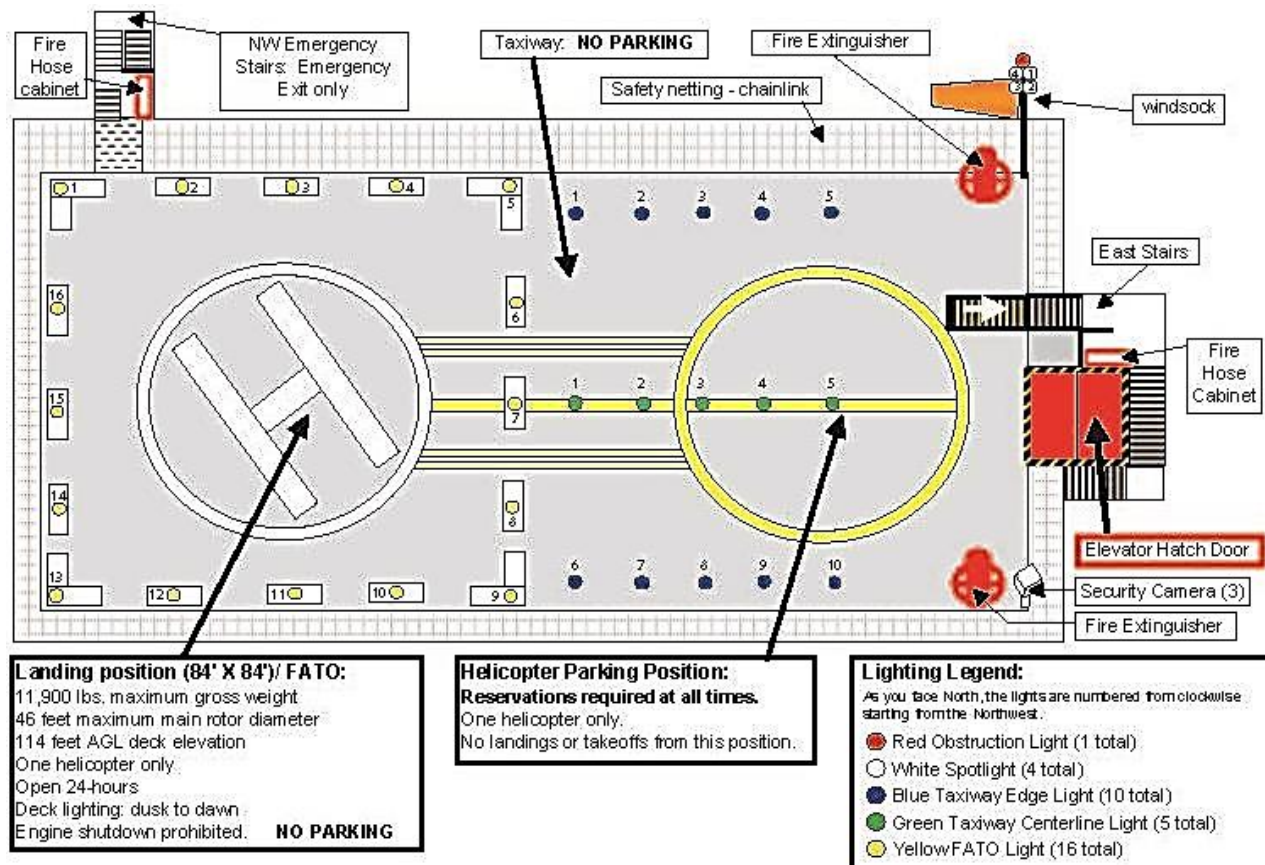 Fire
Hose
cabinet
NW Emergency
Stairs: Emergency
Exit only
Taxiway: NO PARKING
Fire Extinguisher
Safety netting - chainlink
4 1
3 2
windsock
1 2 3 4 5
1 2 3 4 5
East Stairs
16
6
Fire
Hose
Cabinet
15
7
1 2 3 4 5
14
8
Elevator Hatch Door
13
12 11 10 9
6 7 8 9 10
Security Camera (3)
Fire Extinguisher
Landing position (84' X 84')/ FATO:
11,900 lbs. maximum gross weight
46 feet maximum main rotor diameter
114 feet AGL deck elevation
One helicopter only
Open 24-hours
Deck lighting: dusk to dawn
Engine shutdown prohibited. NO PARKING
Helicopter Parking Position:
Reservations required at all times.
One helicopter only.
No landings or takeoffs from this position.
Lighting Legend:
As you face North, the lights are numbered from clockwise
starting from the Northwest.
Red Obstruction Light (1 total)
White Spotlight (4 total)
Blue Taxiway Edge Light (10 total)
Green Taxiway Centerline Light (5 total)
Yellow FATO Light (16 total)